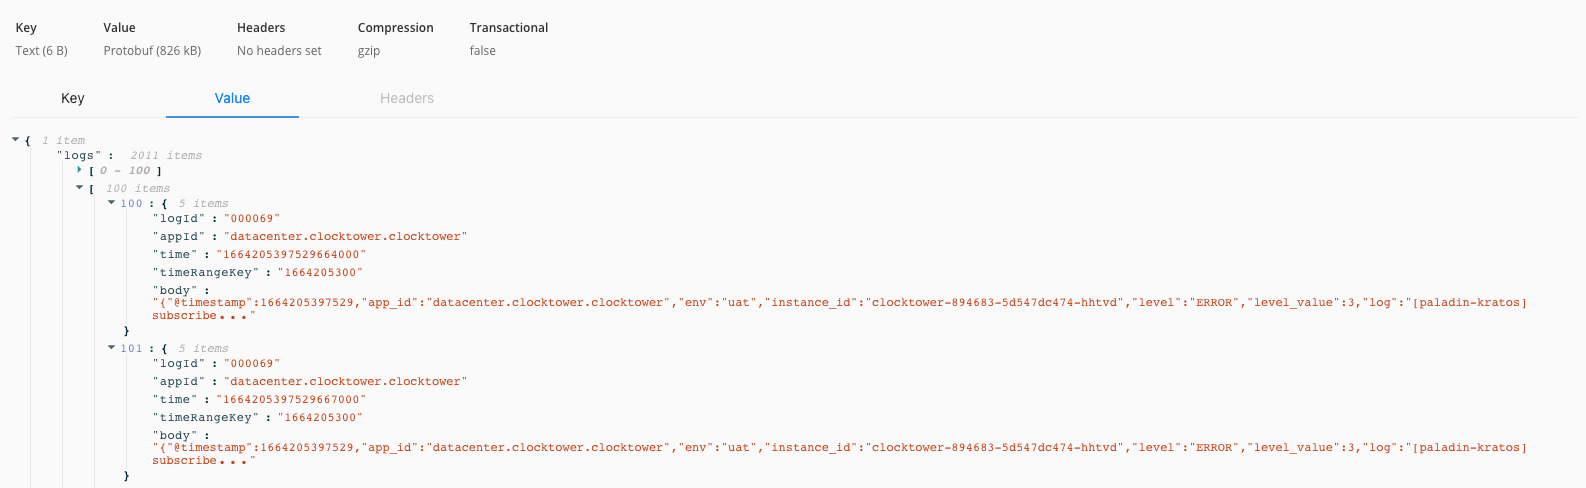 Key Value Headers Compression Transactional
Text (6 B) Protobuf (826 kB) No headers set gzip false
Key Value Headers
{ 1 item
"logs" : 2011 items
[ 0 – 100 ]
[ 100 items
100 : { 5 items
"logId" : "000069"
"appId" : "datacenter.clocktower.clocktower"
"time" : "1664205397529664000"
"timeRangeKey" : "1664205300"
"body" :
"{"@timestamp":1664205397529,"app_id":"datacenter.clocktower.clocktower","env":"uat","instance_id":"clocktower-894683-5d547dc474-hhtvd","level":"ERROR","level_value":3,"log":"[paladin-kratos]
subscribe..."
}
101 : { 5 items
"logId" : "000069"
"appId" : "datacenter.clocktower.clocktower"
"time" : "1664205397529667000"
"timeRangeKey" : "1664205300"
"body" :
"{"@timestamp":1664205397529,"app_id":"datacenter.clocktower.clocktower","env":"uat","instance_id":"clocktower-894683-5d547dc474-hhtvd","level":"ERROR","level_value":3,"log":"[paladin-kratos]
subscribe..."
}